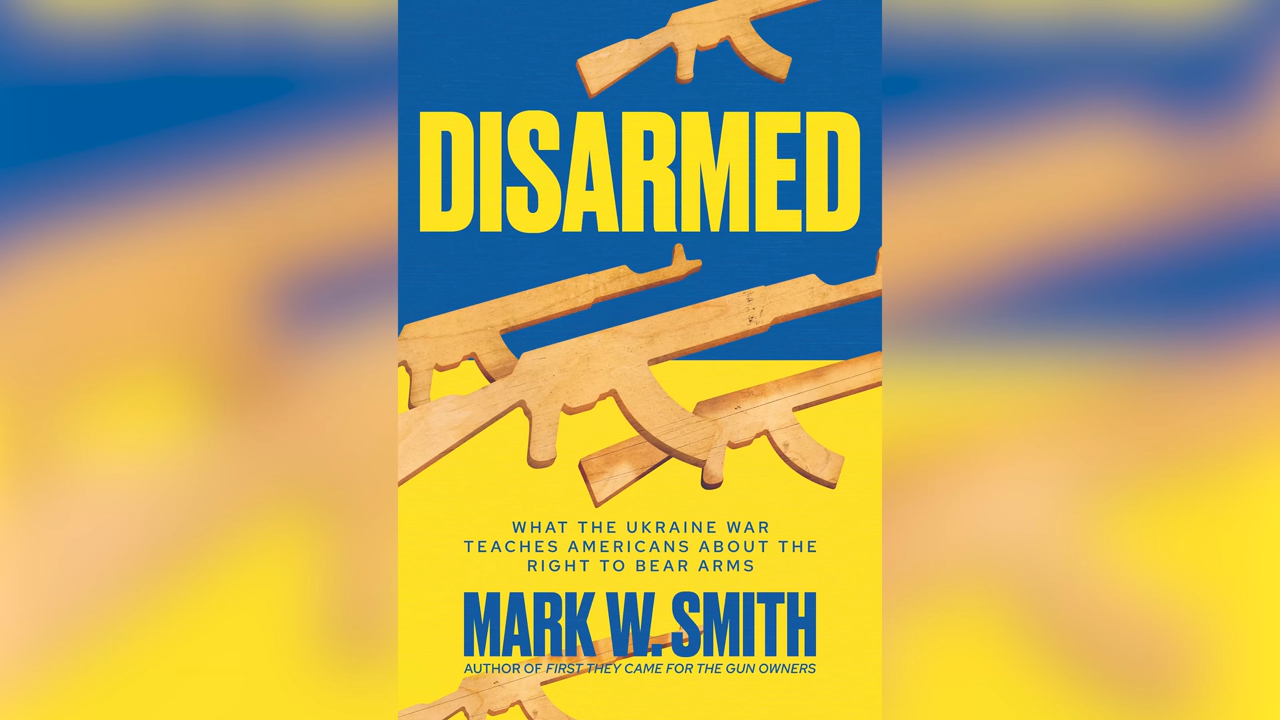 DISARMED
WHAT THE UKRAINE WAR
TEACHES AMERICANS ABOUT THE
RIGHT TO BEAR ARMS
MARK W. SMITH
AUTHOR OF FIRST THEY CAME FOR THE GUN OWNERS